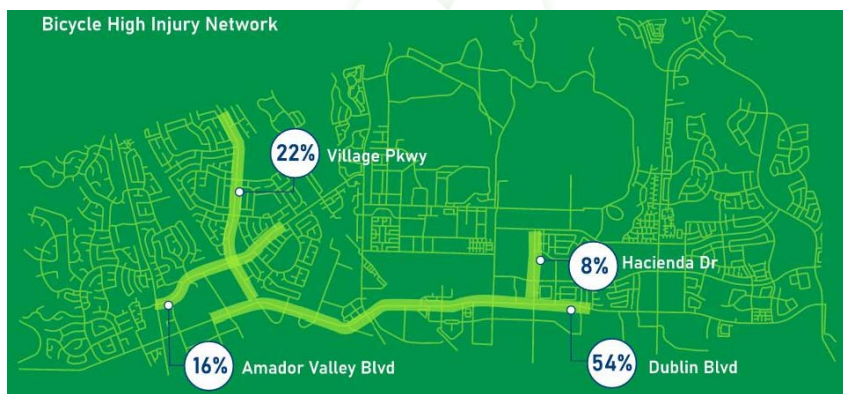 Bicycle High Injury Network
22% Village Pkwy
8% Hacienda Dr
16% Amador Valley Blvd
54% Dublin Blvd